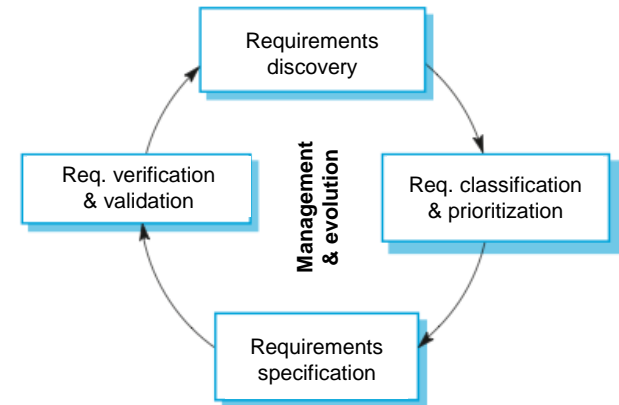 Requirements
discovery
Req. verification
& validation
Management
& evolution
Req. classification
& prioritization
Requirements
specification